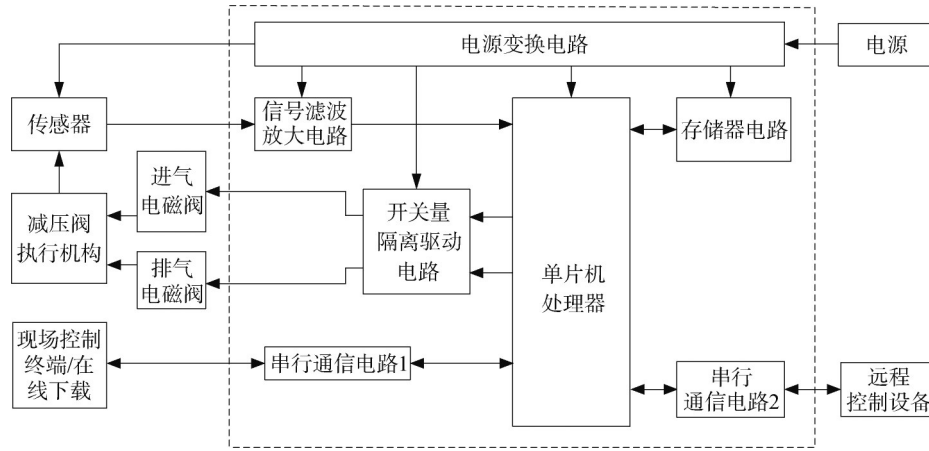 电源变换电路
电源
传感器
信号滤波
放大电路
存储器电路
进气
电磁阀
减压阀
执行机构
开关量
隔离驱动
电路
排气
电磁阀
单片机
处理器
现场控制
终端/在
线下载
串行通信电路1
串行
通信电路2
远程
控制设备